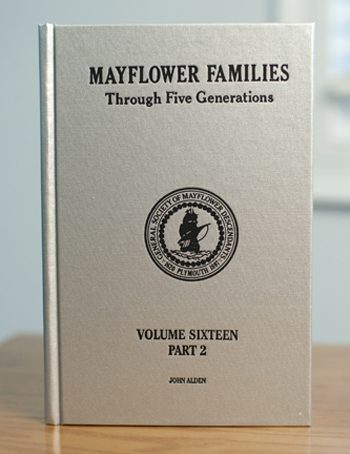 MAYFLOWER FAMILIES
Through Five Generations
GENERAL SOCIETY OF MAYFLOWER DESCENDANTS
1620 PLYMOUTH 1897
VOLUME SIXTEEN
PART 2
JOHN ALDEN